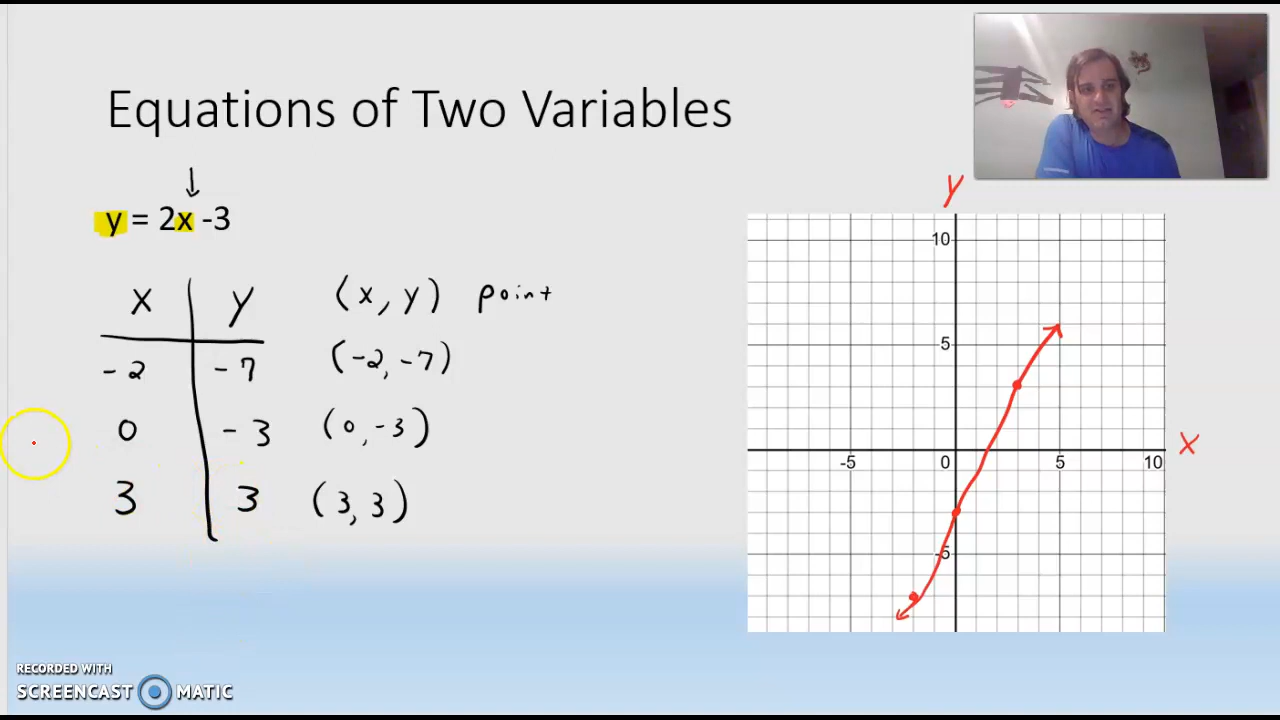 Equations of Two Variables
↓
y = 2x -3
x y (x, y) point
-2 -7 (-2, -7)
0 -3 (0, -3)
3 3 (3, 3)
y
10
5
-5 0 5 10 x
-5
RECORDED WITH
SCREENCAST MATIC